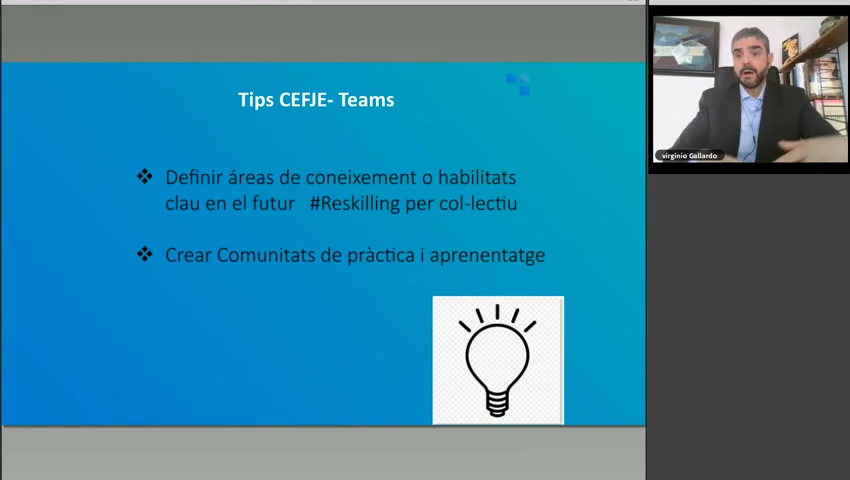 Tips CEFJE- Teams
❖ Definir áreas de coneixement o habilitats
clau en el futur #Reskilling per col-lectiu
❖ Crear Comunitats de pràctica i aprenentatge
virginio Gallardo